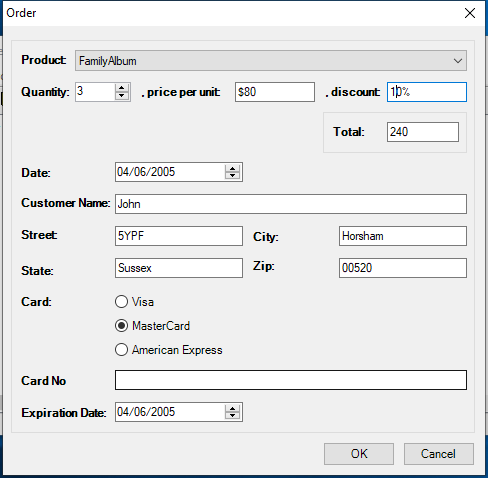 Order
Product: FamilyAlbum
Quantity: 3 , price per unit: $80 , discount: 10%
Total: 240
Date: 04/06/2005
Customer Name: John
Street: 5YPF City: Horsham
State: Sussex Zip: 00520
Card: Visa
MasterCard
American Express
Card No
Expiration Date: 04/06/2005
OK Cancel